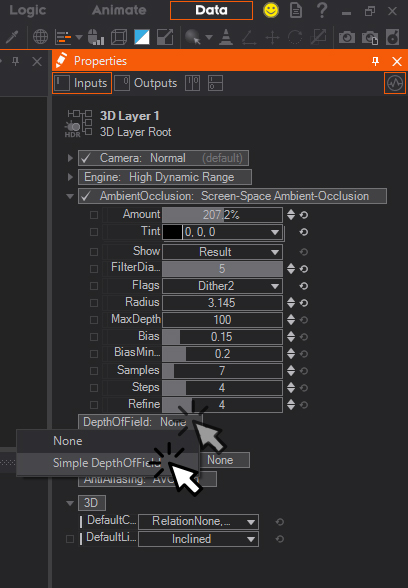 Logic Animate Data
Properties
Inputs Outputs
3D Layer 1
HDR 3D Layer Root
Camera: Normal (default)
Engine: High Dynamic Range
AmbientOcclusion: Screen-Space Ambient-Occlusion
Amount 207.2%
Tint 0, 0, 0
Show Result
FilterDia... 5
Flags Dither2
Radius 3.145
MaxDepth 100
Bias 0.15
BiasMin... 0.2
Samples 7
Steps 4
Refine 4
DepthOfField: None
None
Simple DepthOfField
None
AntiAliasing:
3D
DefaultC... RelationNone,...
DefaultLi... Inclined